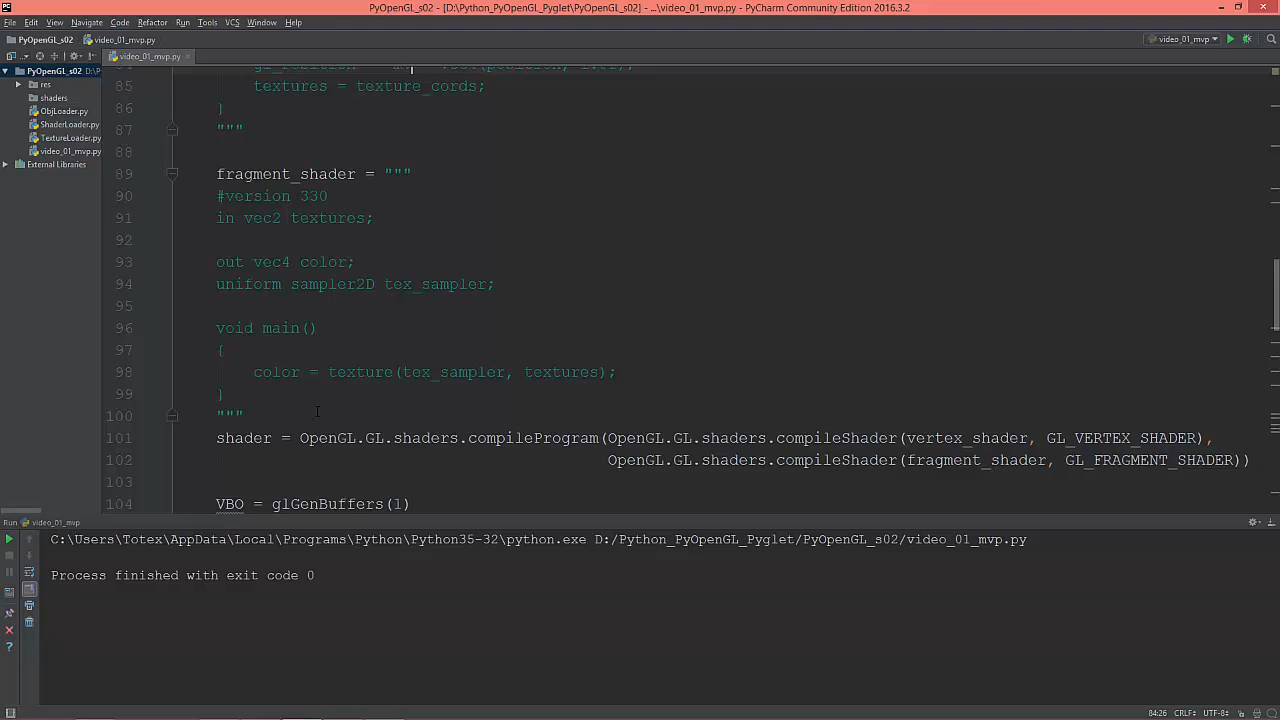 PyOpenGL_s02 - [D:\Python_PyOpenGL_Pyglet\PyOpenGL_s02] - ...\video_01_mvp.py - PyCharm Community Edition 2016.3.2
File Edit View Navigate Code Refactor Run Tools VCS Window Help
PyOpenGL_s02 video_01_mvp.py video_01_mvp
video_01_mvp.py
PyOpenGL_s02 D:\P
res
shaders
ObjLoader.py
ShaderLoader.py
TextureLoader.py
video_01_mvp.py
External Libraries
85 textures = texture_cords;
86 }
87 """
88
89 fragment_shader = """
90 #version 330
91 in vec2 textures;
92
93 out vec4 color;
94 uniform sampler2D tex_sampler;
95
96 void main()
97 {
98 color = texture(tex_sampler, textures);
99 }
100 """
101 shader = OpenGL.GL.shaders.compileProgram(OpenGL.GL.shaders.compileShader(vertex_shader, GL_VERTEX_SHADER),
102 OpenGL.GL.shaders.compileShader(fragment_shader, GL_FRAGMENT_SHADER))
103
104 VBO = glGenBuffers(1)
Run video_01_mvp
C:\Users\Totex\AppData\Local\Programs\Python\Python35-32\python.exe D:/Python_PyOpenGL_Pyglet/PyOpenGL_s02/video_01_mvp.py
Process finished with exit code 0
84:26 CRLF UTF-8